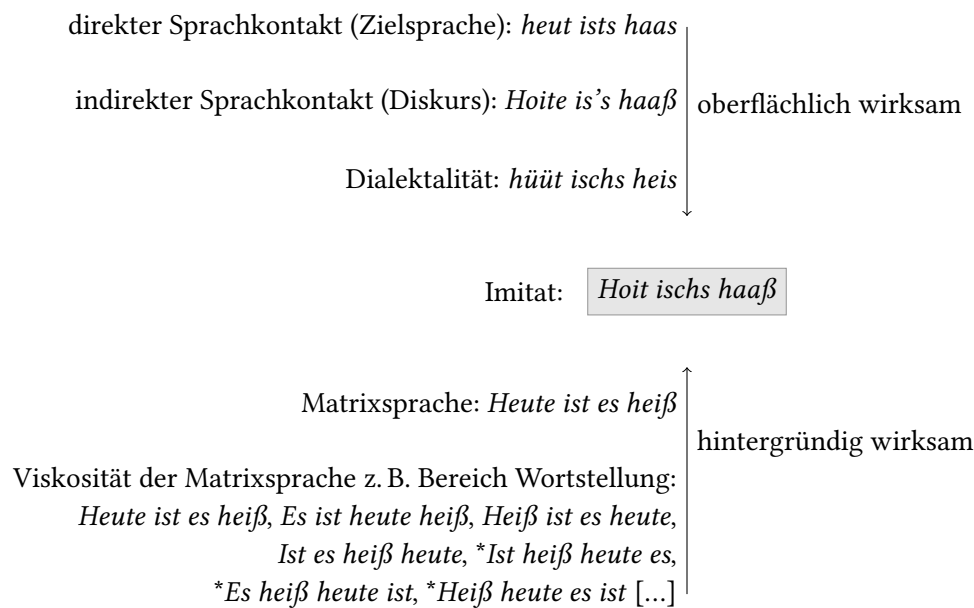 direkter Sprachkontakt (Zielsprache): heut ists haas
indirekter Sprachkontakt (Diskurs): Hoite is's haaß
oberflächlich wirksam
Dialektalität: hüüt ischs heis
Imitat: Hoit ischs haaß
Matrixsprache: Heute ist es heiß
hintergründig wirksam
Viskosität der Matrixsprache z. B. Bereich Wortstellung:
Heute ist es heiß, Es ist heute heiß, Heiß ist es heute,
Ist es heiß heute, *Ist heiß heute es,
*Es heiß heute ist, *Heiß heute es ist […]